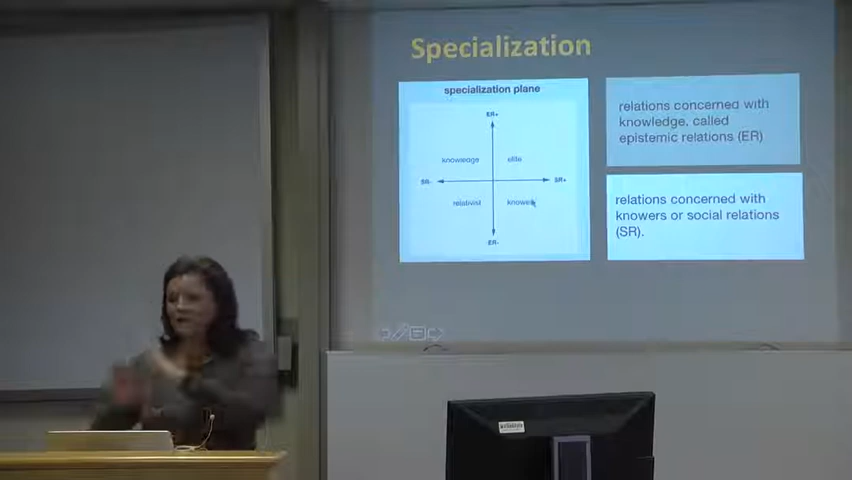 Specialization
specialization plane
ER+
knowledge
elite
SR-
SR+
relativist
knower
ER-
relations concerned with
knowledge, called
epistemic relations (ER)
relations concerned with
knowers or social relations
(SR).